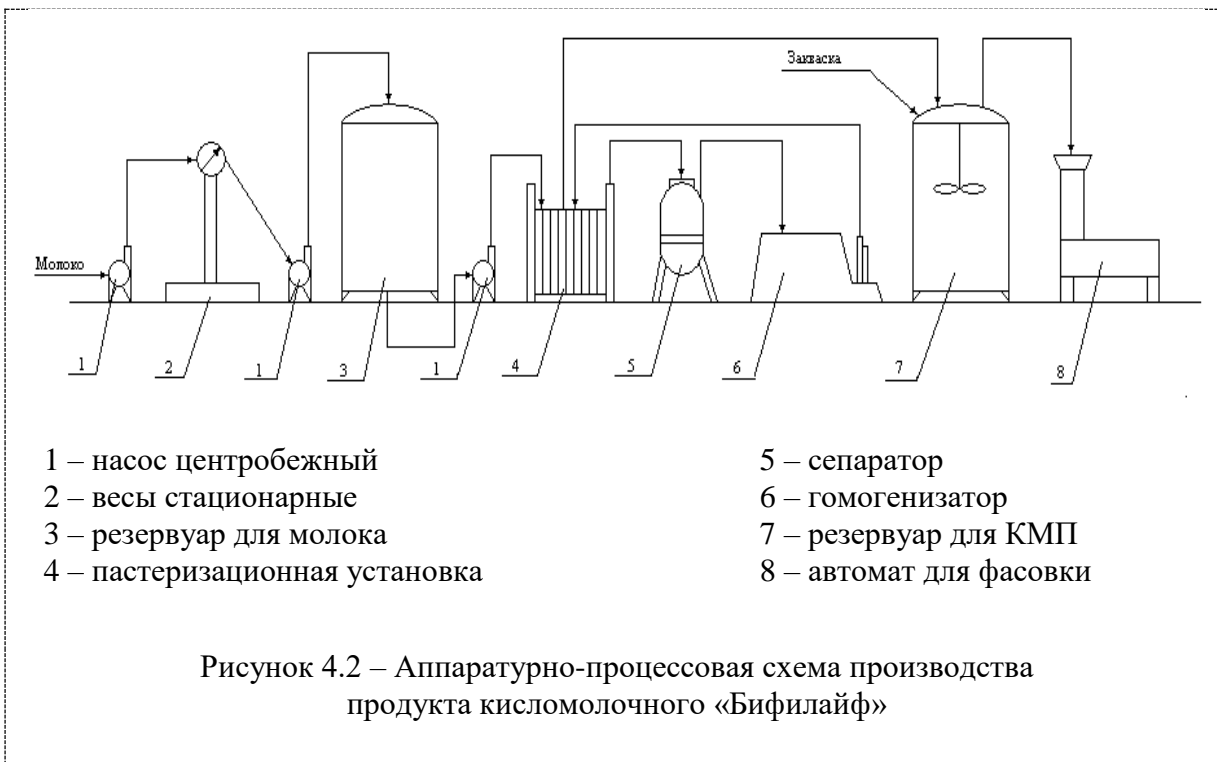 Закваска
Молоко
1 2 1 3 1 4 5 6 7 8
1 – насос центробежный
2 – весы стационарные
3 – резервуар для молока
4 – пастеризационная установка
5 – сепаратор
6 – гомогенизатор
7 – резервуар для КМП
8 – автомат для фасовки
Рисунок 4.2 – Аппаратурно-процессовая схема производства
продукта кисломолочного «Бифилайф»